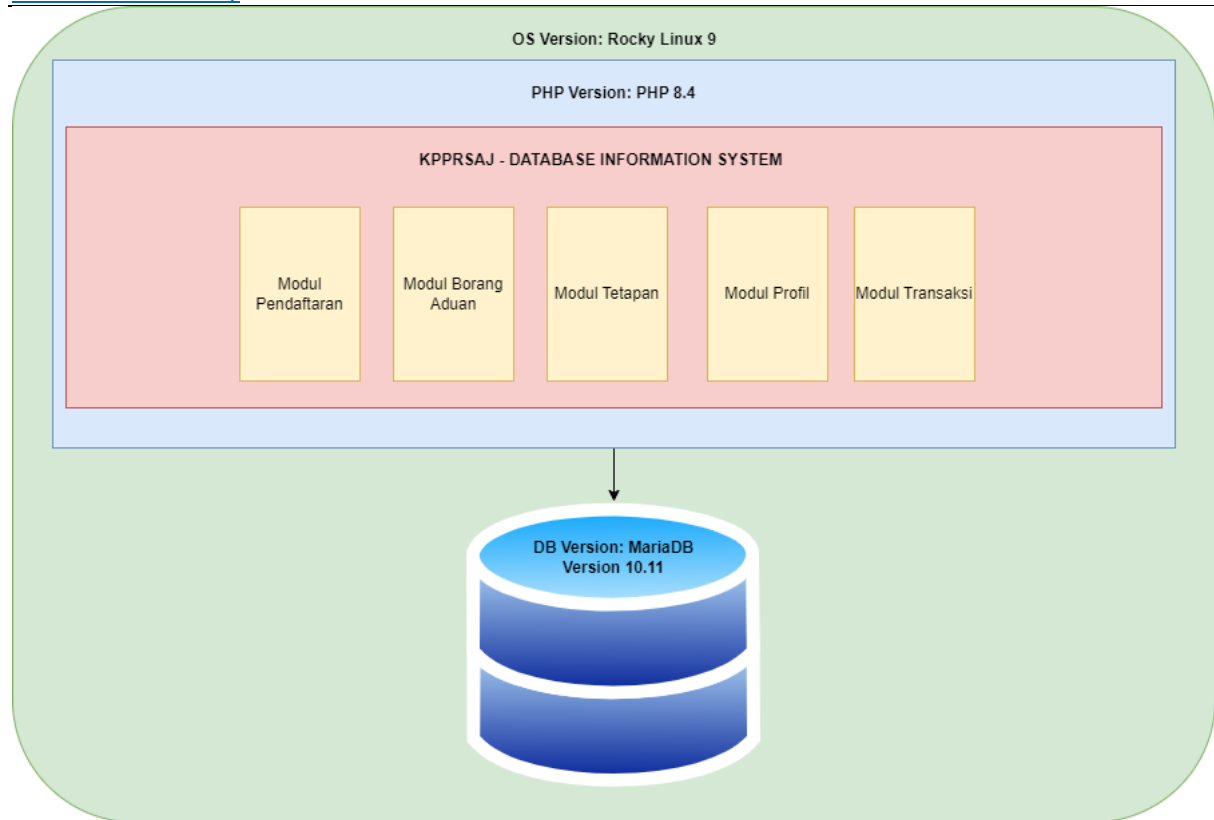 OS Version: Rocky Linux 9
PHP Version: PHP 8.4
KPPRSAJ - DATABASE INFORMATION SYSTEM
Modul
Pendaftaran
Modul Borang
Aduan
Modul Tetapan
Modul Profil
Modul Transaksi
DB Version: MariaDB
Version 10.11